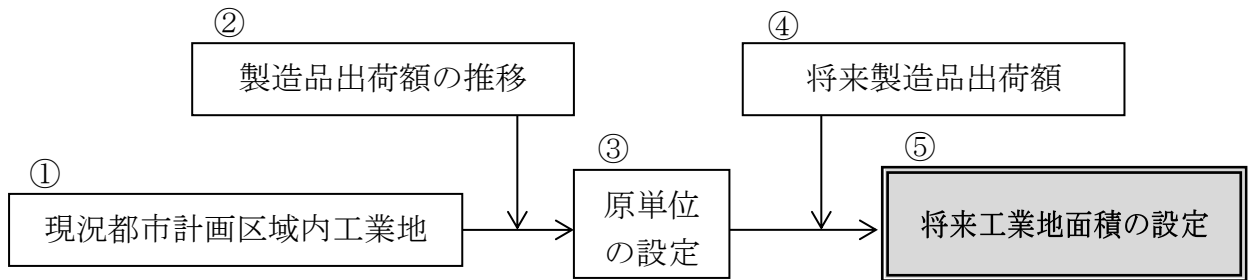 ②
製造品出荷額の推移
④
将来製造品出荷額
①
現況都市計画区域内工業地
③
原単位
の設定
⑤
将来工業地面積の設定